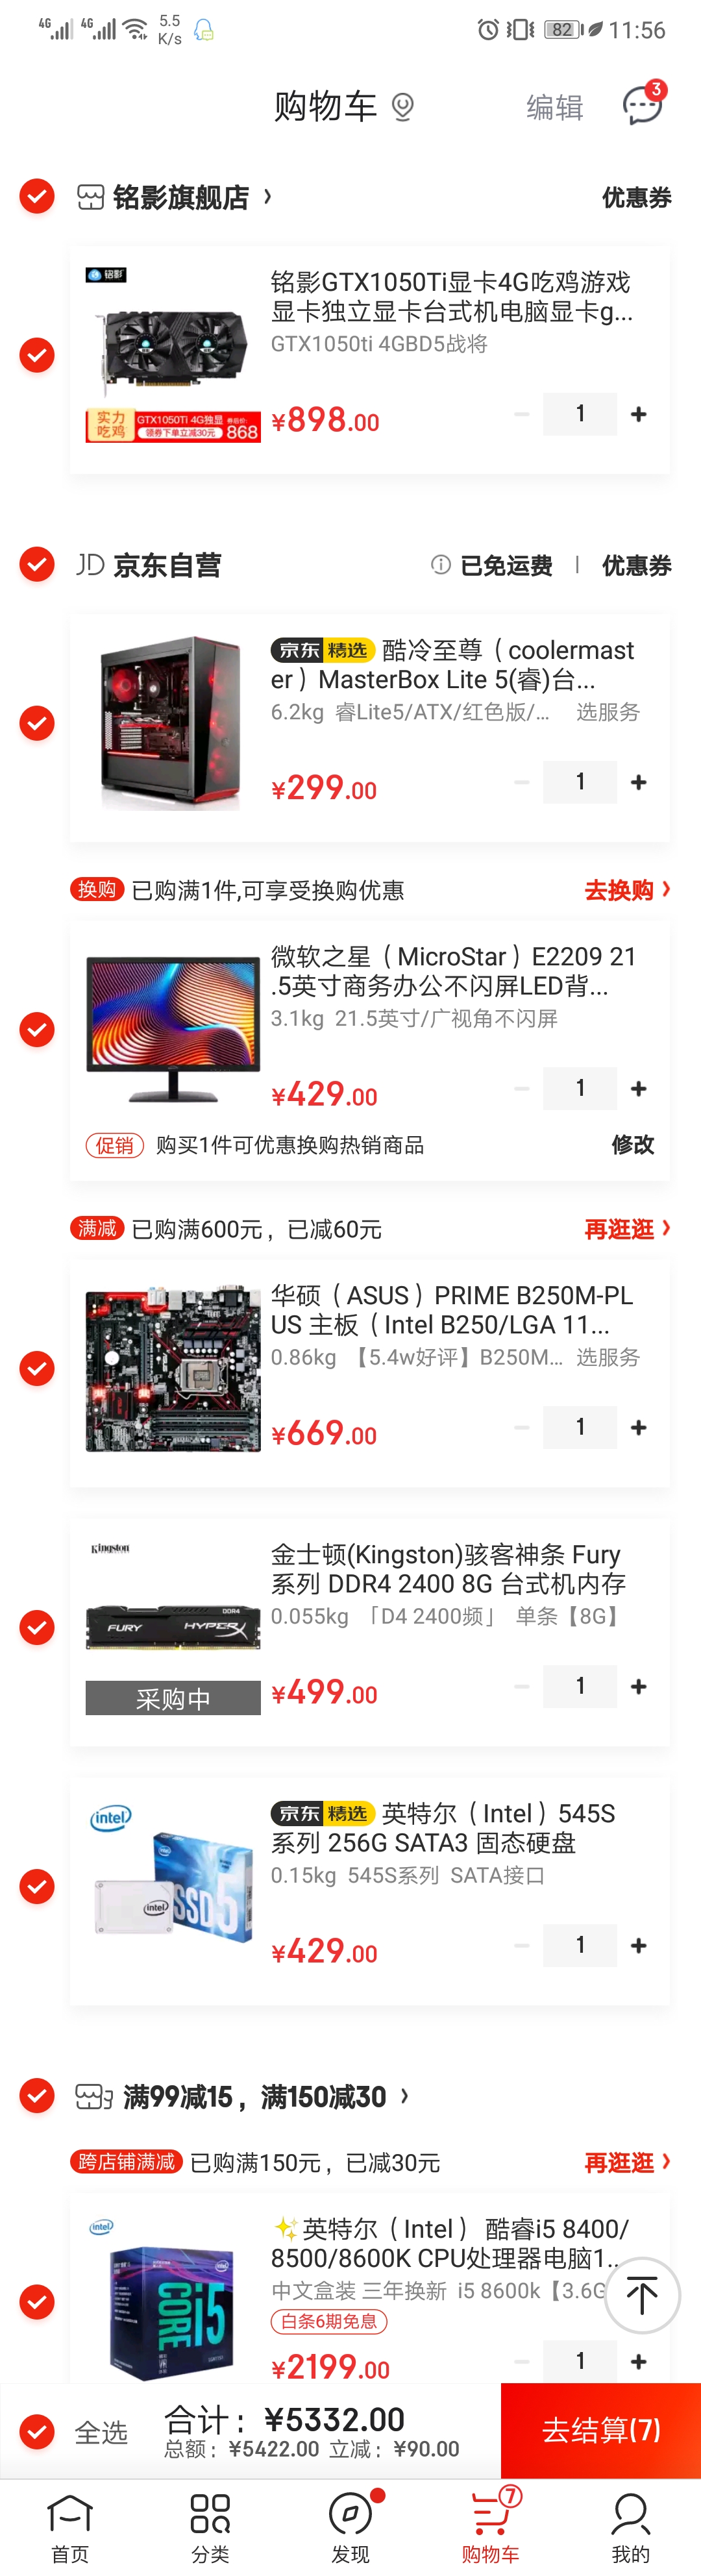 4G 4G 5.5 K/s 82 11:56
购物车 编辑 3
铭影旗舰店 优惠券
铭影
铭影GTX1050Ti显卡4G吃鸡游戏
显卡独立显卡台式机电脑显卡g...
GTX1050ti 4GBD5战将
实力
吃鸡
GTX1050Ti 4G独显
领券下单立减30元
券后价:
868
¥898.00 1
JD 京东自营 已免运费 | 优惠券
京东精选 酷冷至尊（coolermast
er）MasterBox Lite 5(睿)台...
6.2kg 睿Lite5/ATX/红色版/... 选服务
¥299.00 1
换购 已购满1件,可享受换购优惠 去换购
微软之星（MicroStar）E2209 21
.5英寸商务办公不闪屏LED背...
3.1kg 21.5英寸/广视角不闪屏
¥429.00 1
促销 购买1件可优惠换购热销商品 修改
满减 已购满600元，已减60元 再逛逛
华硕（ASUS）PRIME B250M-PL
US 主板（Intel B250/LGA 11...
0.86kg 【5.4w好评】B250M... 选服务
¥669.00 1
Kingston
金士顿(Kingston)骇客神条 Fury
系列 DDR4 2400 8G 台式机内存
0.055kg 「D4 2400频」 单条【8G】
DDR4
FURY HYPERX
采购中
¥499.00 1
intel
京东精选 英特尔（Intel）545S
系列 256G SATA3 固态硬盘
0.15kg 545S系列 SATA接口
intel SSD5
¥429.00 1
满99减15，满150减30
跨店铺满减 已购满150元，已减30元 再逛逛
intel
✨英特尔（Intel） 酷睿i5 8400/
8500/8600K CPU处理器电脑1...
中文盒装 三年换新 i5 8600k【3.6G
白条6期免息
CORE i5
¥2199.00 1
全选 合计：¥5332.00
总额：¥5422.00 立减：¥90.00
去结算(7)
7
首页 分类 发现 购物车 我的